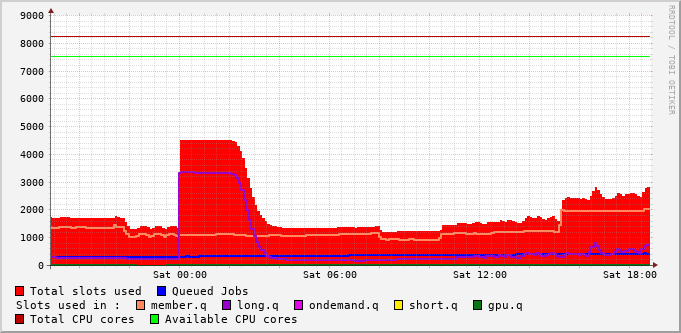 9000
8000
7000
6000
5000
4000
3000
2000
1000
0
Sat 00:00 Sat 06:00 Sat 12:00 Sat 18:00
Total slots used Queued Jobs
Slots used in : member.q long.q ondemand.q short.q gpu.q
Total CPU cores Available CPU cores
RRDTOOL / TOBI OETIKER